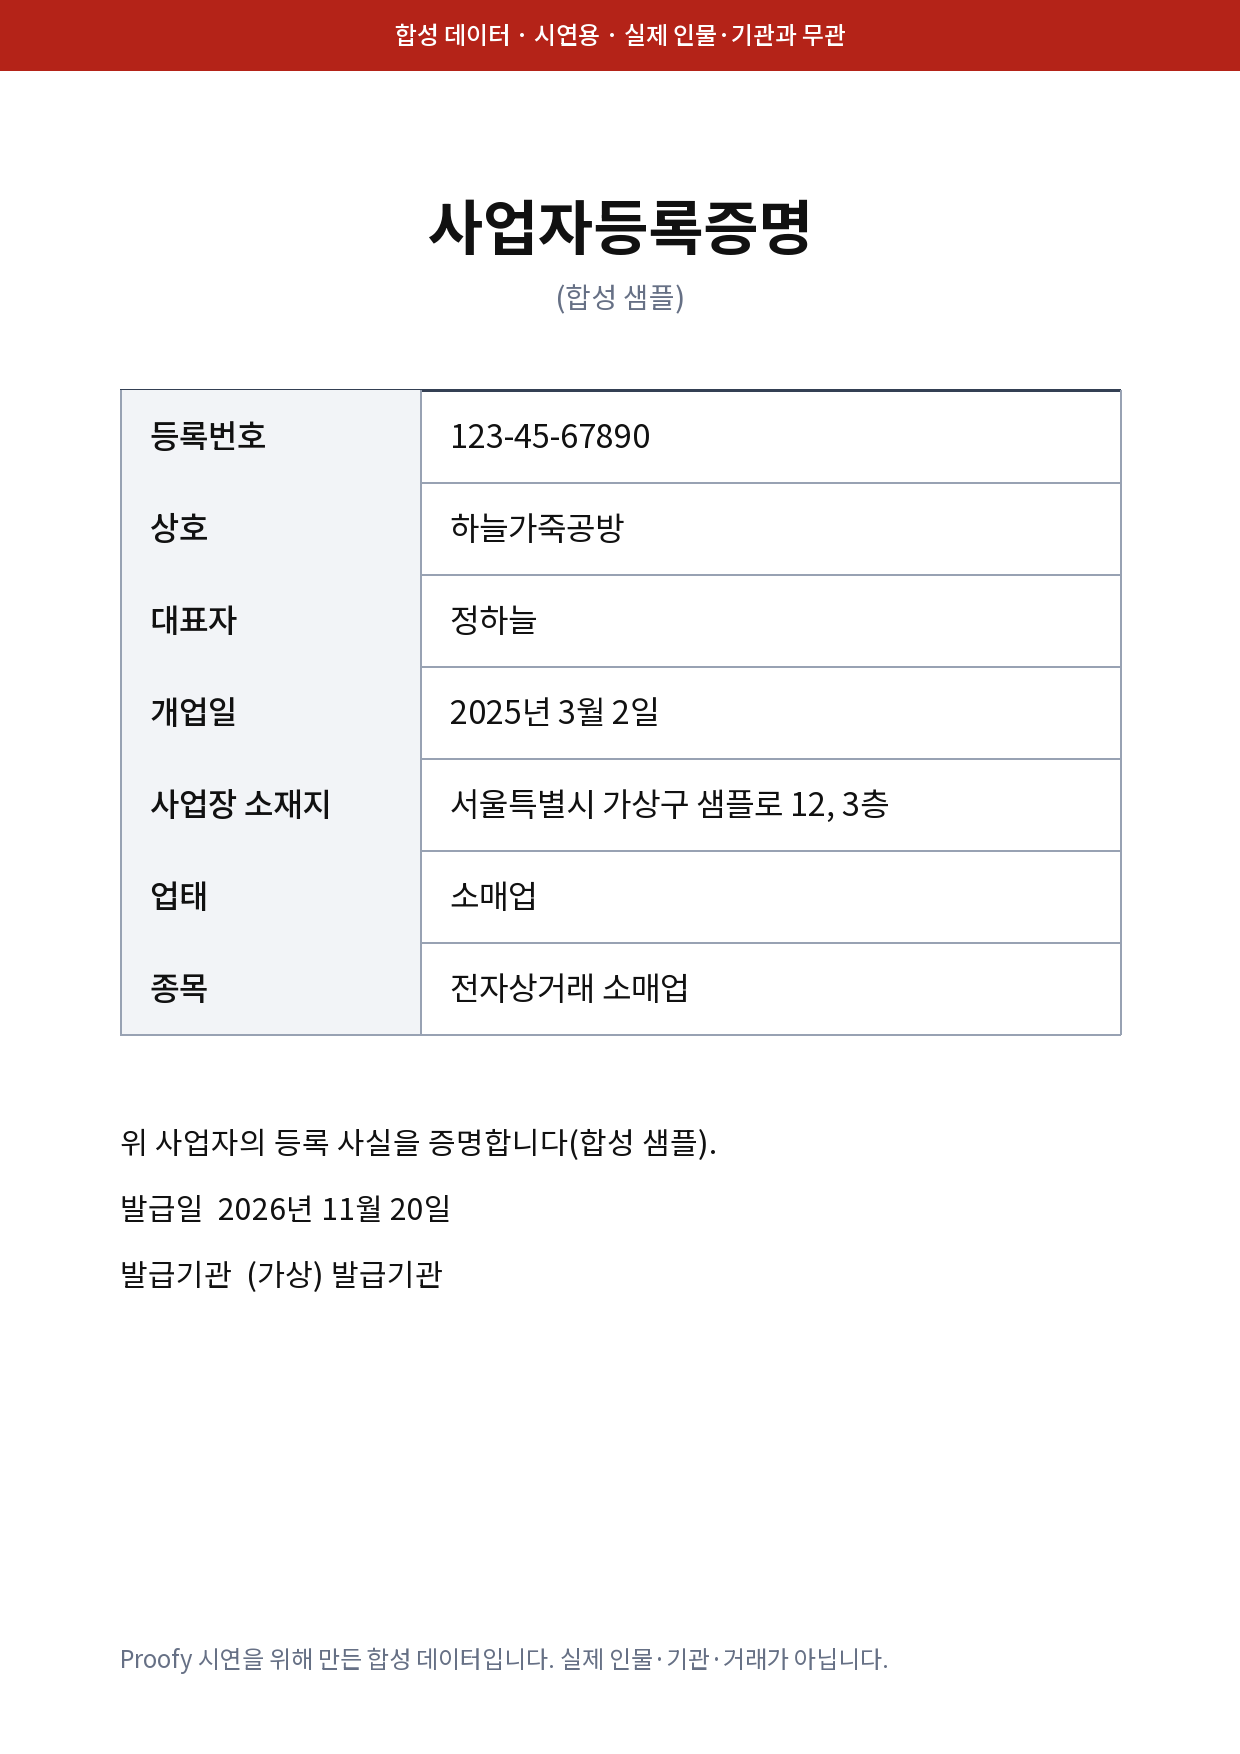 합성 데이터 · 시연용 · 실제 인물·기관과 무관
사업자등록증명
(합성 샘플)
등록번호 123-45-67890
상호 하늘가죽공방
대표자 정하늘
개업일 2025년 3월 2일
사업장 소재지 서울특별시 가상구 샘플로 12, 3층
업태 소매업
종목 전자상거래 소매업
위 사업자의 등록 사실을 증명합니다(합성 샘플).
발급일 2026년 11월 20일
발급기관 (가상) 발급기관
Proofy 시연을 위해 만든 합성 데이터입니다. 실제 인물·기관·거래가 아닙니다.